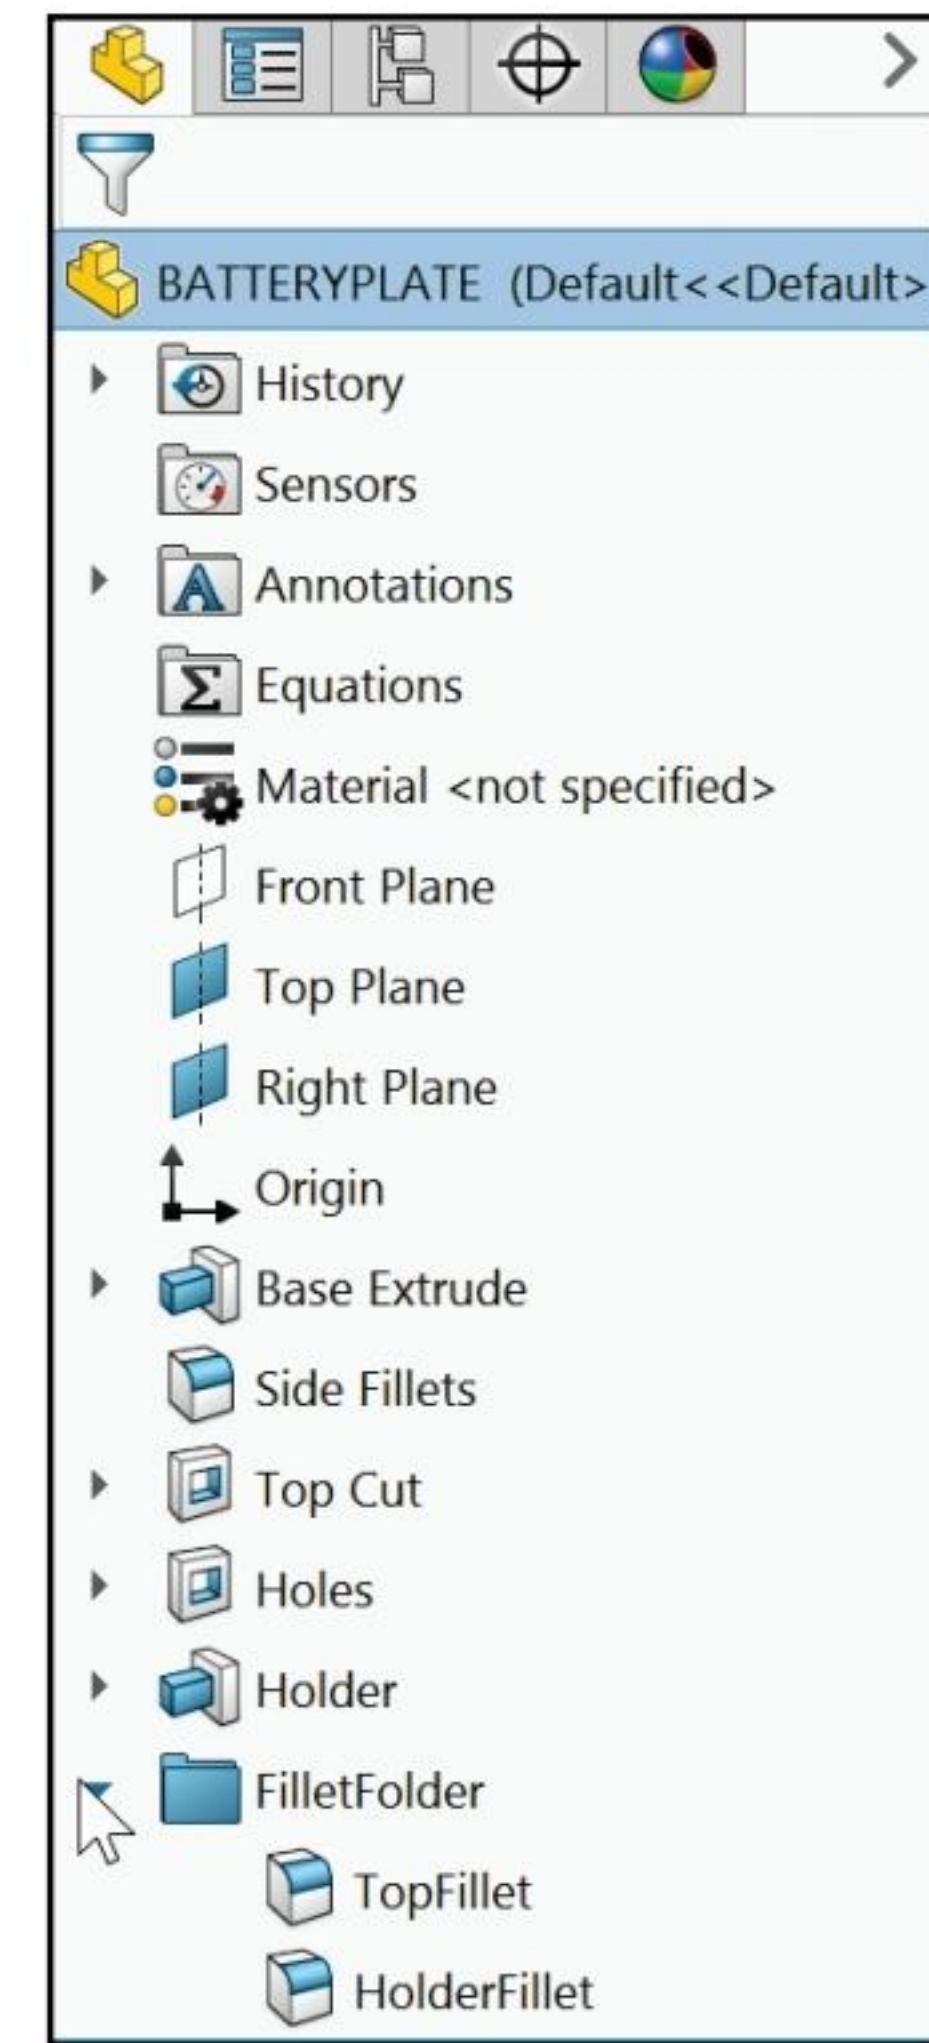 BATTERYPLATE (Default<<Default>
History
Sensors
A Annotations
Σ Equations
Material <not specified>
Front Plane
Top Plane
Right Plane
Origin
Base Extrude
Side Fillets
Top Cut
Holes
Holder
FilletFolder
TopFillet
HolderFillet